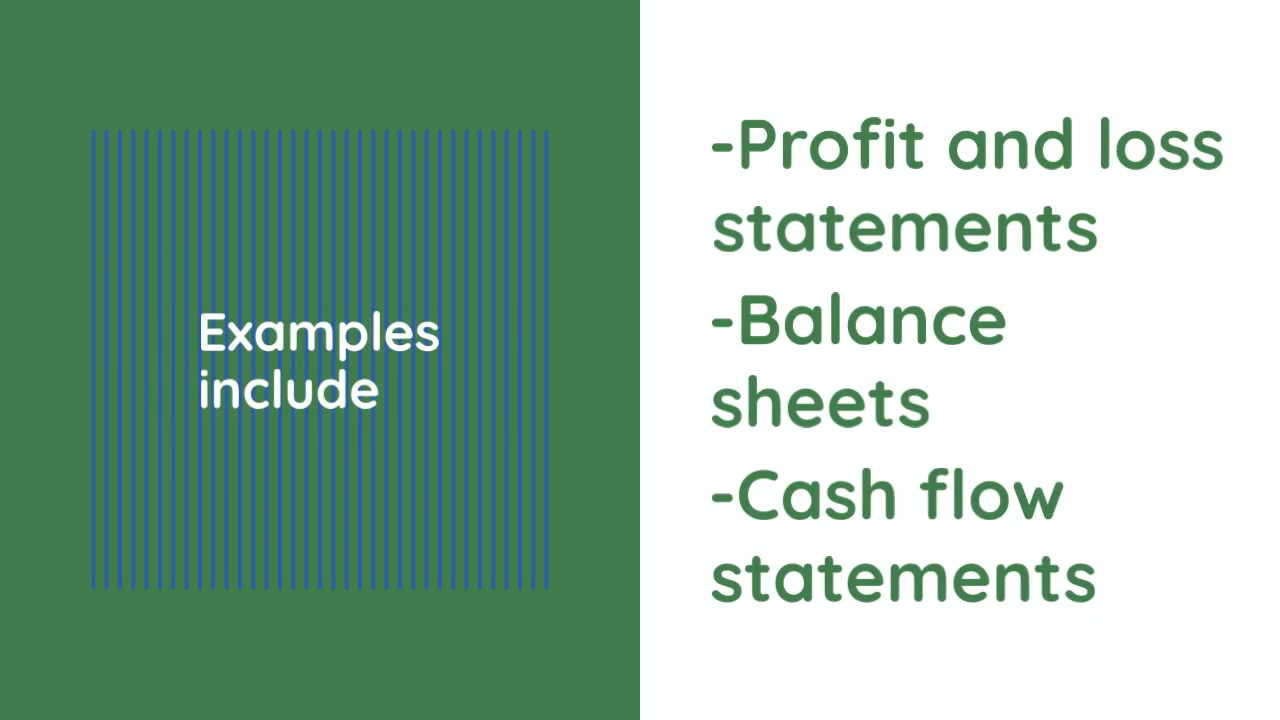 Examples
include
-Profit and loss
statements
-Balance
sheets
-Cash flow
statements